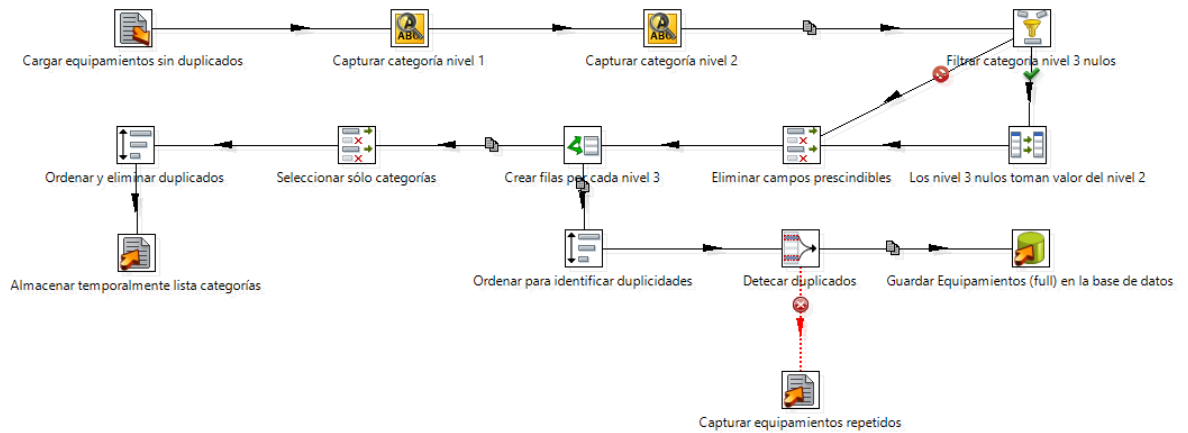 Cargar equipamientos sin duplicados
Capturar categoría nivel 1
Capturar categoría nivel 2
Filtrar categoría nivel 3 nulos
Ordenar y eliminar duplicados
Seleccionar sólo categorías
Crear filas por cada nivel 3
Eliminar campos prescindibles
Los nivel 3 nulos toman valor del nivel 2
Almacenar temporalmente lista categorías
Ordenar para identificar duplicidades
Detecar duplicados
Guardar Equipamientos (full) en la base de datos
Capturar equipamientos repetidos